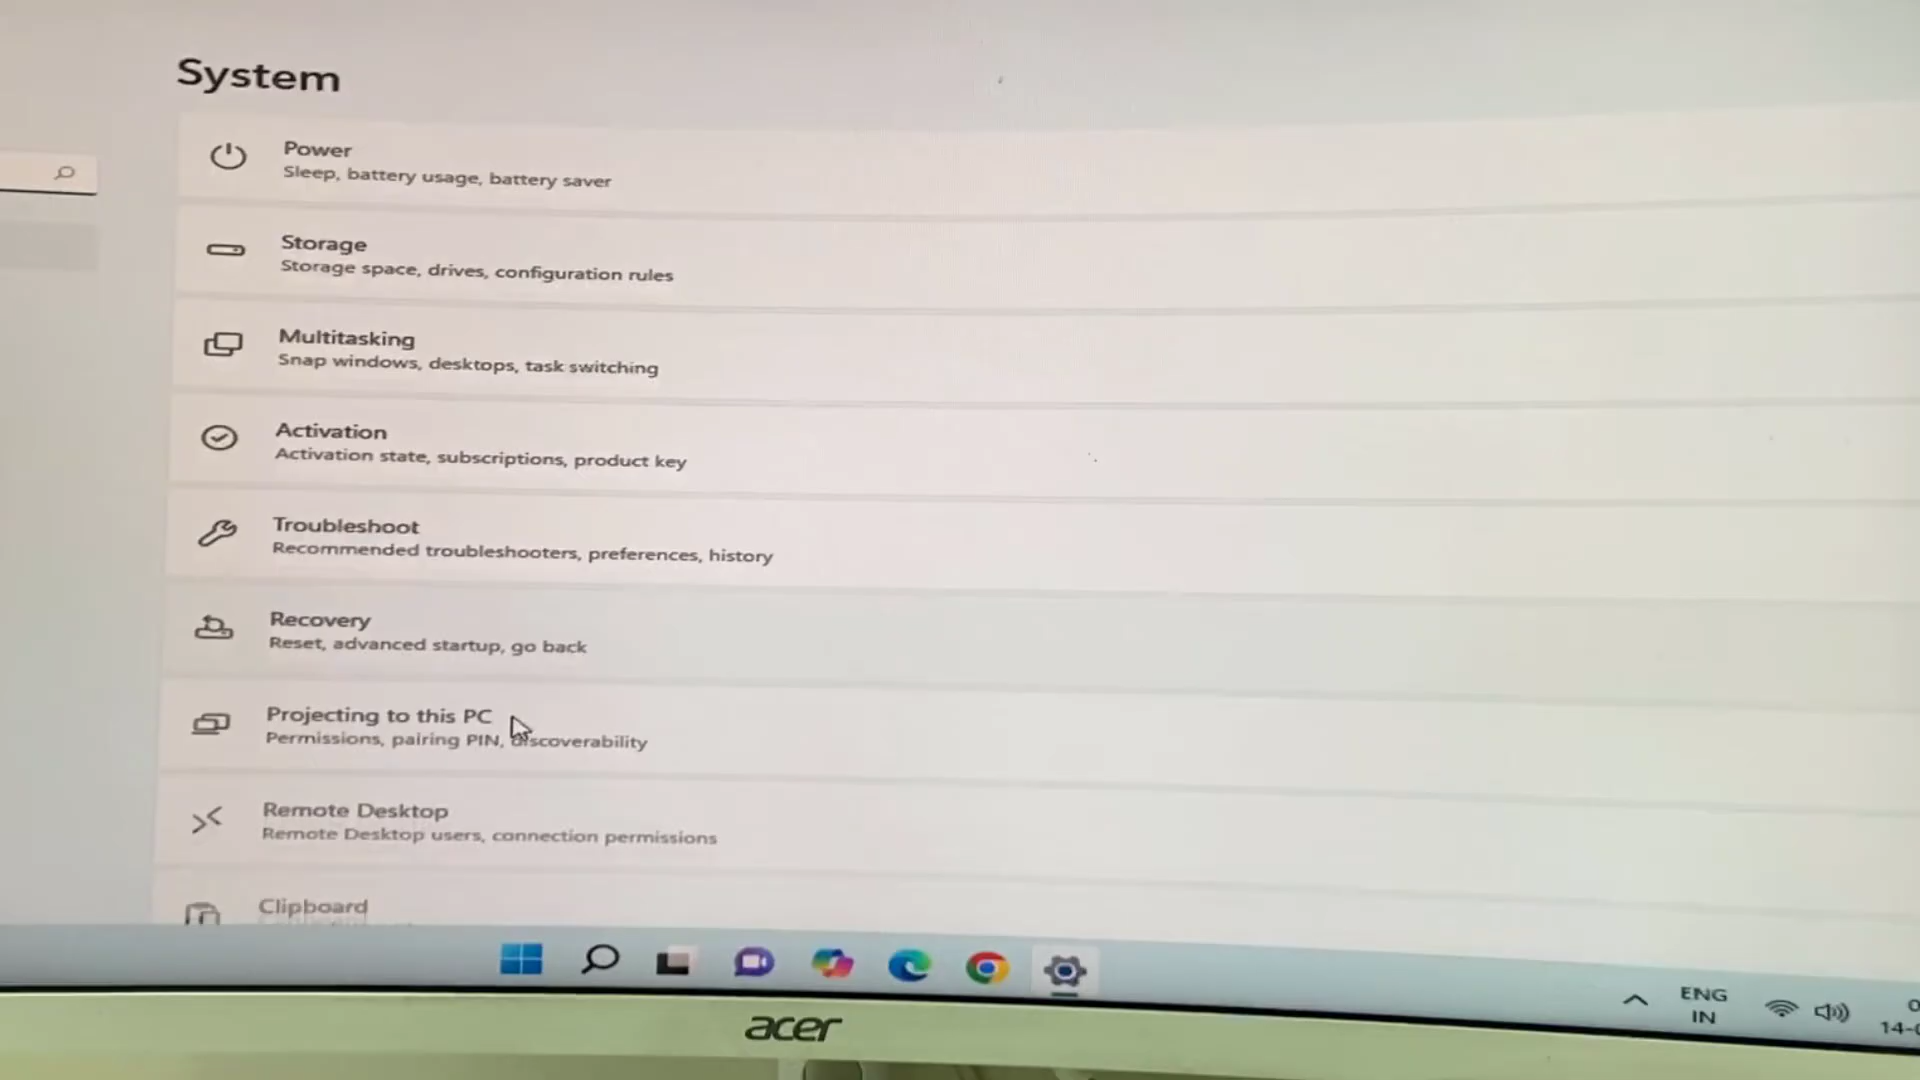 System
Power
Sleep, battery usage, battery saver
Storage
Storage space, drives, configuration rules
Multitasking
Snap windows, desktops, task switching
Activation
Activation state, subscriptions, product key
Troubleshoot
Recommended troubleshooters, preferences, history
Recovery
Reset, advanced startup, go back
Projecting to this PC
Permissions, pairing PIN, discoverability
Remote Desktop
Remote Desktop users, connection permissions
Clipboard
ENG
IN
acer